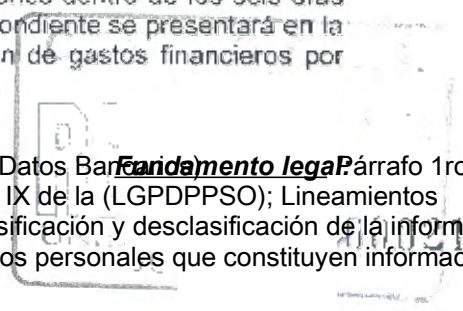 ondiente se presentará en la
n de gastos financieros por
Datos Bancarios) Fundamento legal: Párrafo 1ro
IX de la (LGPDPPSO); Lineamientos
sificación y desclasificación de la inform
os personales que constituyen informac